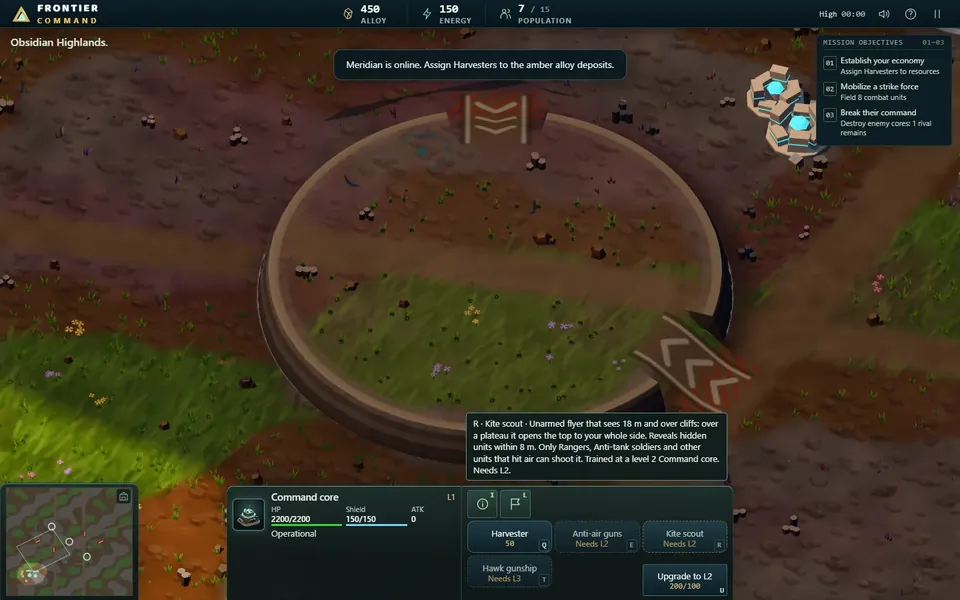 FRONTIER
COMMAND
450
ALLOY
150
ENERGY
7 / 15
POPULATION
High 00:00
Obsidian Highlands.
Meridian is online. Assign Harvesters to the amber alloy deposits.
MISSION OBJECTIVES 01—03
01 Establish your economy
Assign Harvesters to resources
02 Mobilize a strike force
Field 8 combat units
03 Break their command
Destroy enemy cores: 1 rival
remains
R · Kite scout · Unarmed flyer that sees 18 m and over cliffs: over
a plateau it opens the top to your whole side. Reveals hidden
units within 8 m. Only Rangers, Anti-tank soldiers and other
units that hit air can shoot it. Trained at a level 2 Command core.
Needs L2.
Command core L1
HP Shield ATK
2200/2200 150/150 0
Operational
I L
Harvester
50 Q
Anti-air guns
Needs L2 E
Kite scout
Needs L2 R
Hawk gunship
Needs L3 T
Upgrade to L2
200/100 U